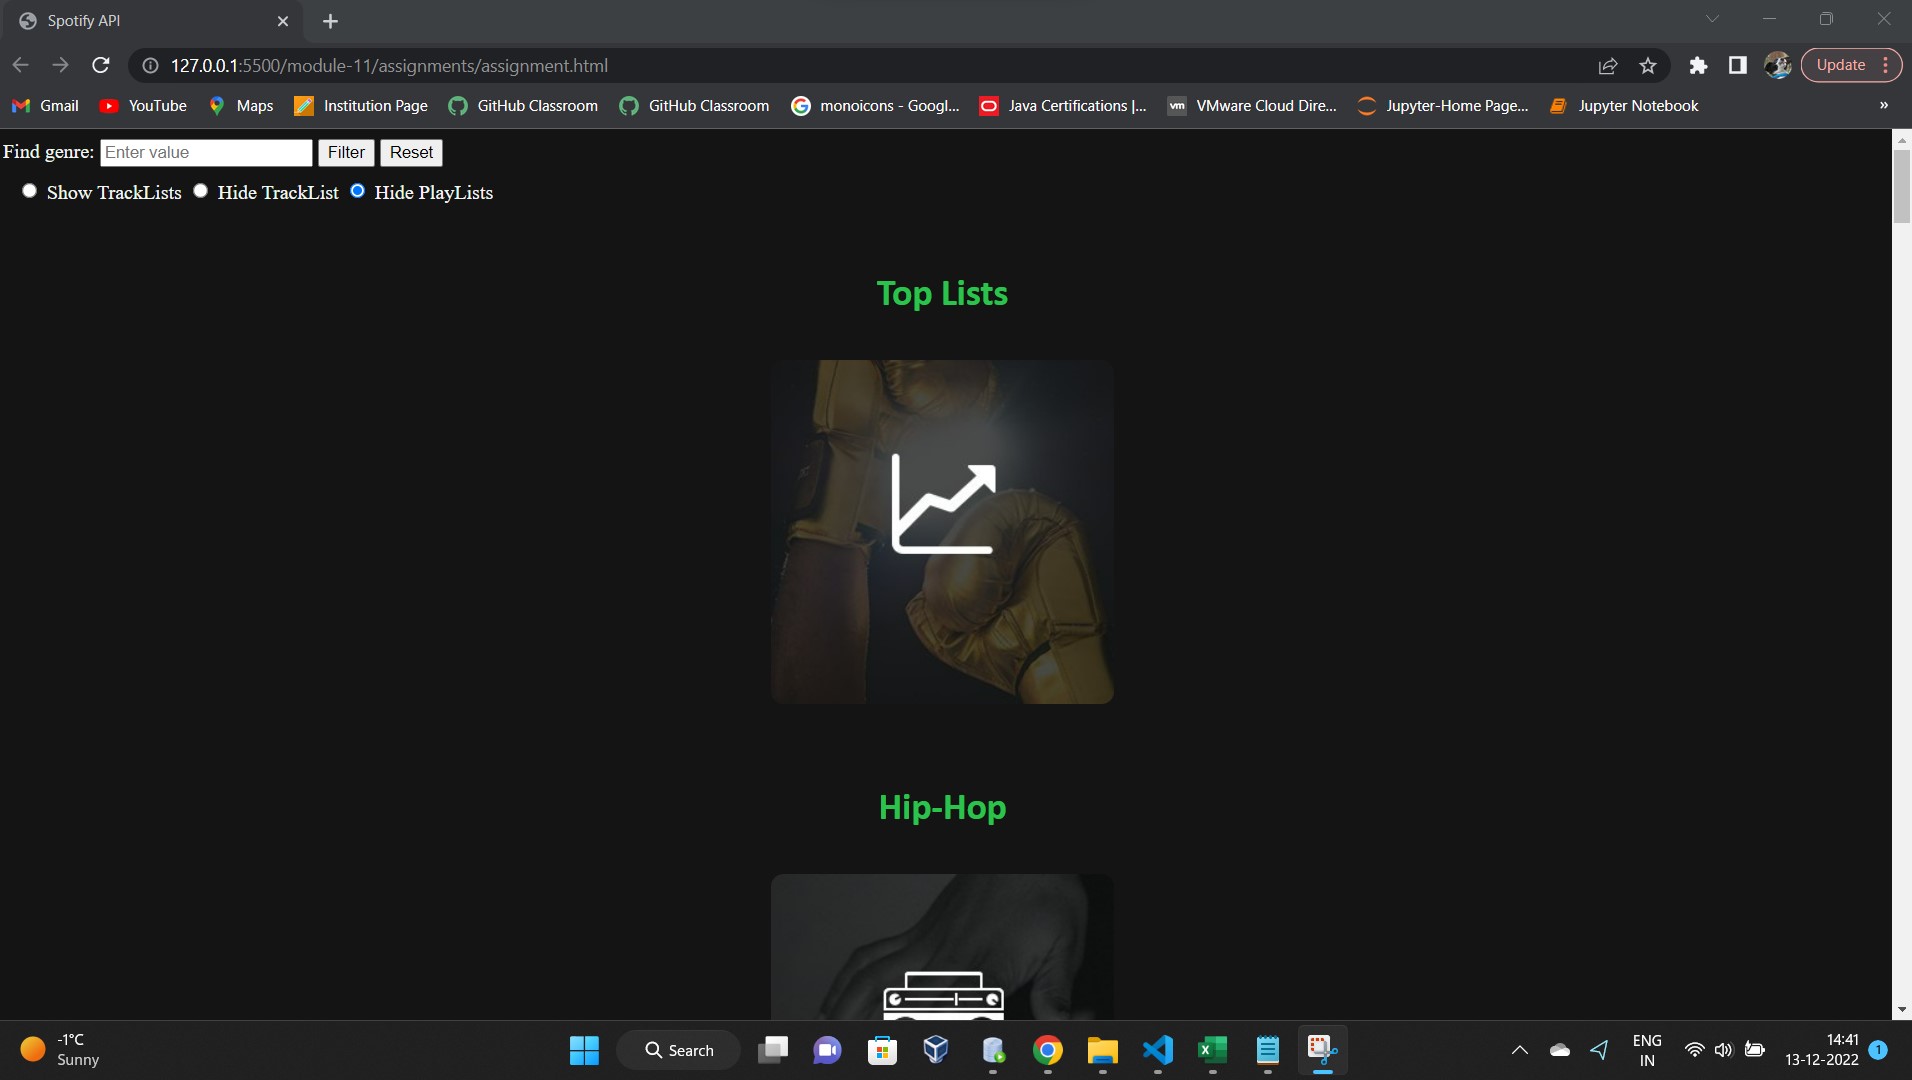 Spotify API
127.0.0.1:5500/module-11/assignments/assignment.html
Update
Gmail YouTube Maps Institution Page GitHub Classroom GitHub Classroom monoicons - Googl... Java Certifications |... vm VMware Cloud Dire... Jupyter-Home Page... Jupyter Notebook »
Find genre: Enter value Filter Reset
Show TrackLists Hide TrackList Hide PlayLists
Top Lists
Hip-Hop
-1°C
Sunny
Search
ENG
IN
14:41
13-12-2022
1